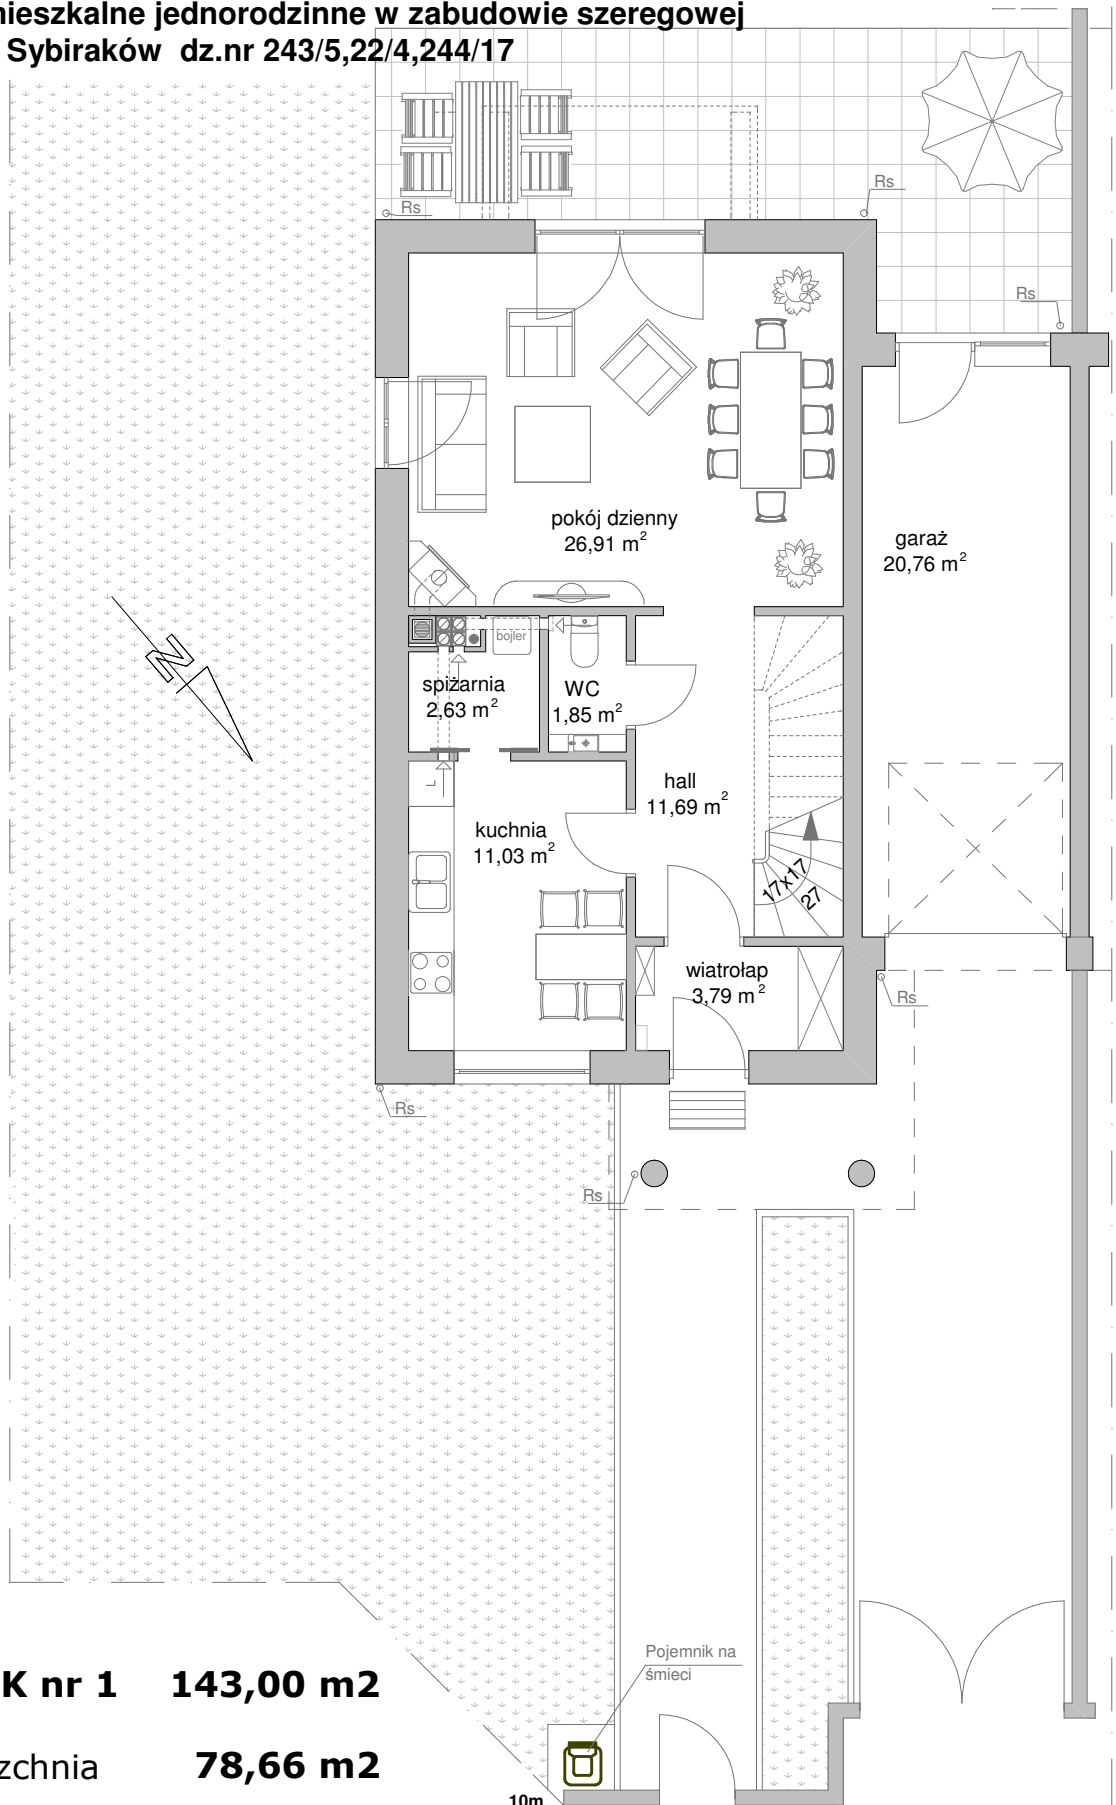 mieszkalne jednorodzinne w zabudowie szeregowej
Sybiraków dz.nr 243/5,22/4,244/17
Rs
Rs
Rs
pokój dzienny
26,91 m²
garaż
20,76 m²
bojler
spiżarnia
2,63 m²
WC
1,85 m²
N
hall
11,69 m²
L
kuchnia
11,03 m²
17x17
27
wiatrołap
3,79 m²
Rs
Rs
Rs
Pojemnik na
śmieci
K nr 1 143,00 m2
zchnia 78,66 m2
10m